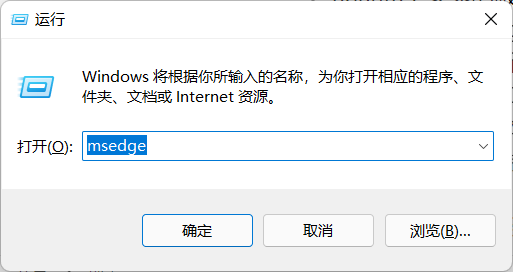 运行
Windows 将根据你所输入的名称，为你打开相应的程序、文
件夹、文档或 Internet 资源。
打开(O): msedge
确定 取消 浏览(B)...